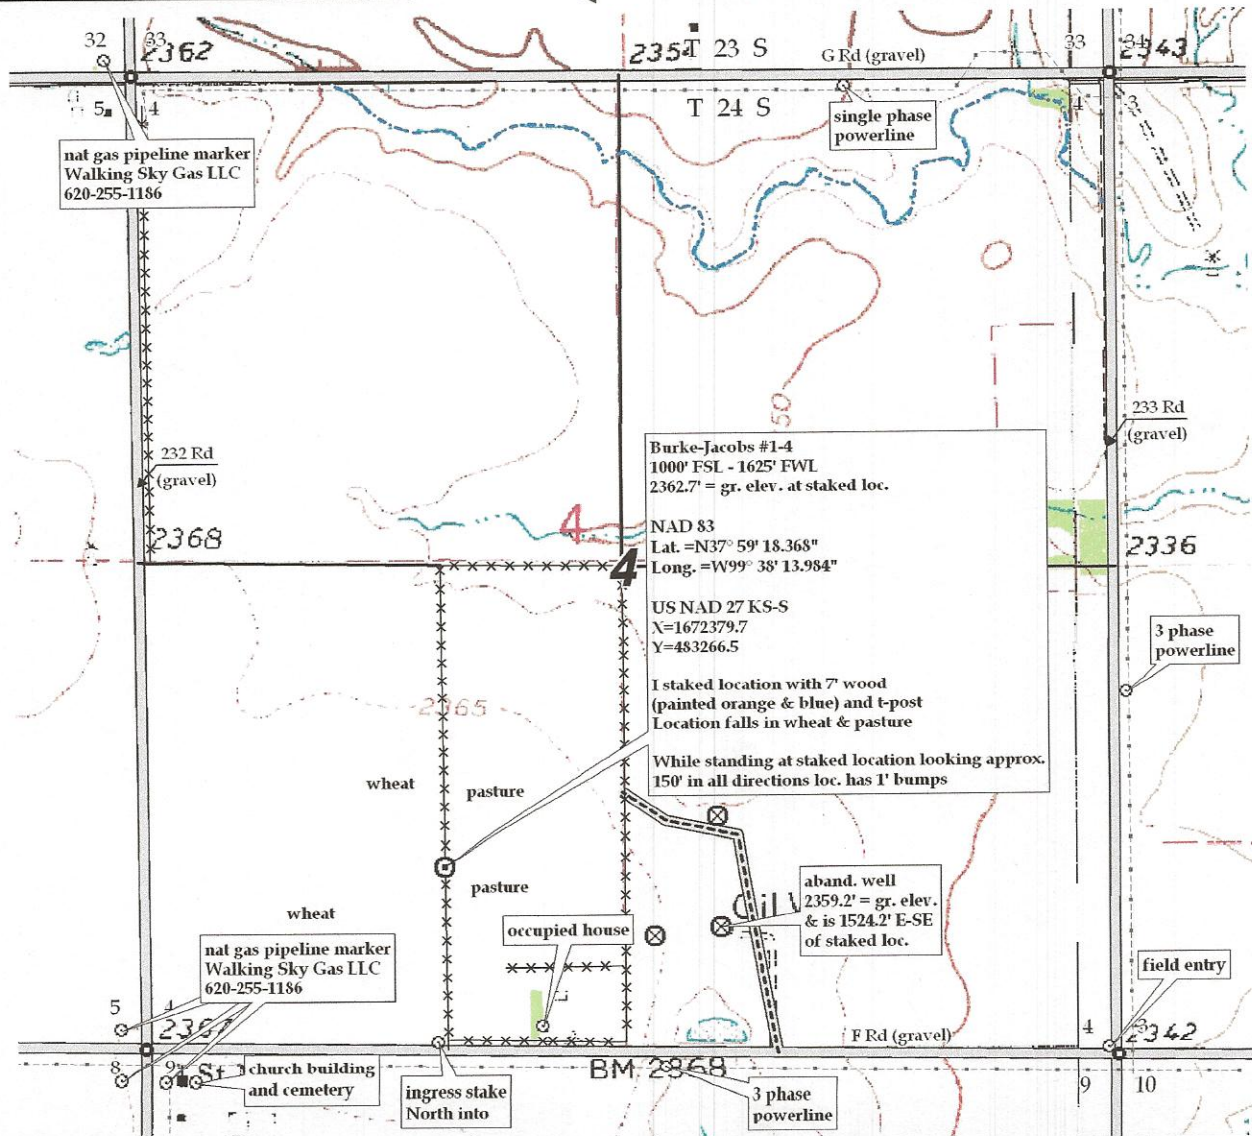 32
33
2362
2354
T 23 S
G Rd (gravel)
33
34
2343
5
4
T 24 S
single phase
powerline
4
3
nat gas pipeline marker
Walking Sky Gas LLC
620-255-1186
232 Rd
(gravel)
50
233 Rd
(gravel)
Burke-Jacobs #1-4
1000' FSL - 1625' FWL
2362.7' = gr. elev. at staked loc.
NAD 83
Lat. =N37° 59' 18.368"
Long. =W99° 38' 13.984"
US NAD 27 KS-S
X=1672379.7
Y=483266.5
I staked location with 7' wood
(painted orange & blue) and t-post
Location falls in wheat & pasture
While standing at staked location looking approx.
150' in all directions loc. has 1' bumps
2368
4
4
2336
3 phase
powerline
2365
wheat
pasture
pasture
wheat
aband. well
2359.2' = gr. elev.
& is 1524.2' E-SE
of staked loc.
Oil
occupied house
nat gas pipeline marker
Walking Sky Gas LLC
620-255-1186
field entry
5
4
F Rd (gravel)
4
3
2342
8
9
St
church building
and cemetery
BM 2368
9
10
ingress stake
North into
3 phase
powerline